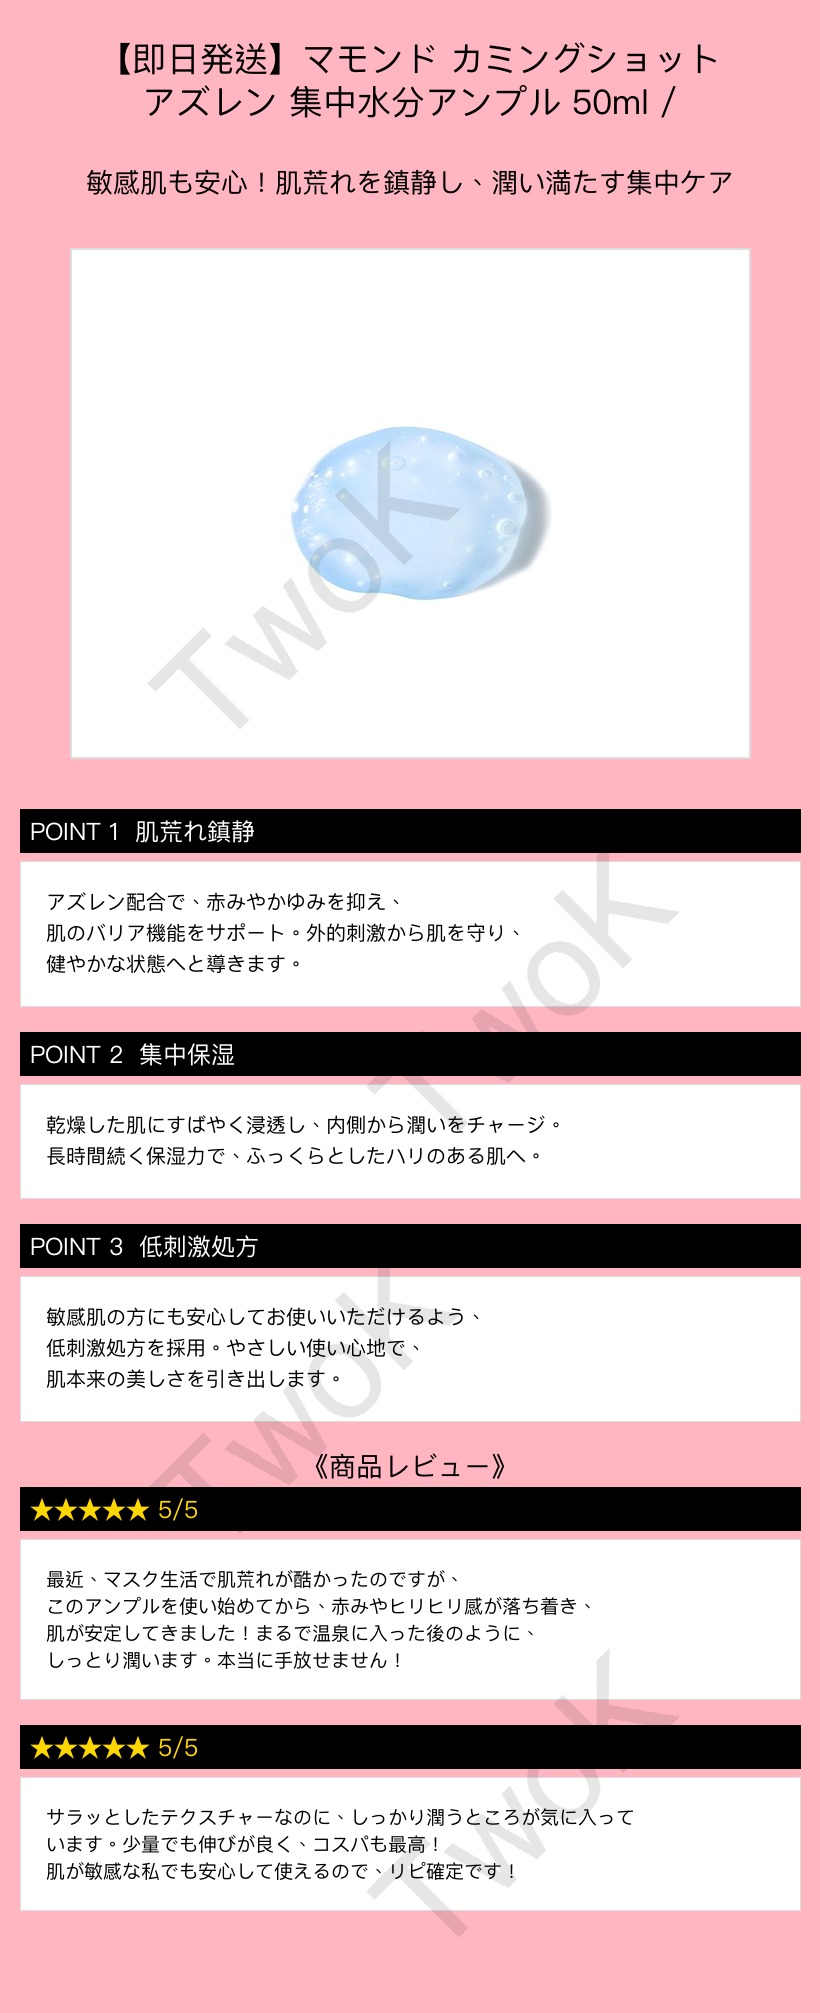 【即日発送】マモンド カミングショット
アズレン 集中水分アンプル 50ml /
敏感肌も安心！肌荒れを鎮静し、潤い満たす集中ケア
TwoK
POINT 1 肌荒れ鎮静
アズレン配合で、赤みやかゆみを抑え、
肌のバリア機能をサポート。外的刺激から肌を守り、
健やかな状態へと導きます。
TwoK
POINT 2 集中保湿
乾燥した肌にすばやく浸透し、内側から潤いをチャージ。
長時間続く保湿力で、ふっくらとしたハリのある肌へ。
POINT 3 低刺激処方
敏感肌の方にも安心してお使いいただけるよう、
低刺激処方を採用。やさしい使い心地で、
肌本来の美しさを引き出します。
TwoK
《商品レビュー》
★★★★★ 5/5
最近、マスク生活で肌荒れが酷かったのですが、
このアンプルを使い始めてから、赤みやヒリヒリ感が落ち着き、
肌が安定してきました！まるで温泉に入った後のように、
しっとり潤います。本当に手放せません！
★★★★★ 5/5
サラッとしたテクスチャーなのに、しっかり潤うところが気に入って
います。少量でも伸びが良く、コスパも最高！
肌が敏感な私でも安心して使えるので、リピ確定です！
TwoK